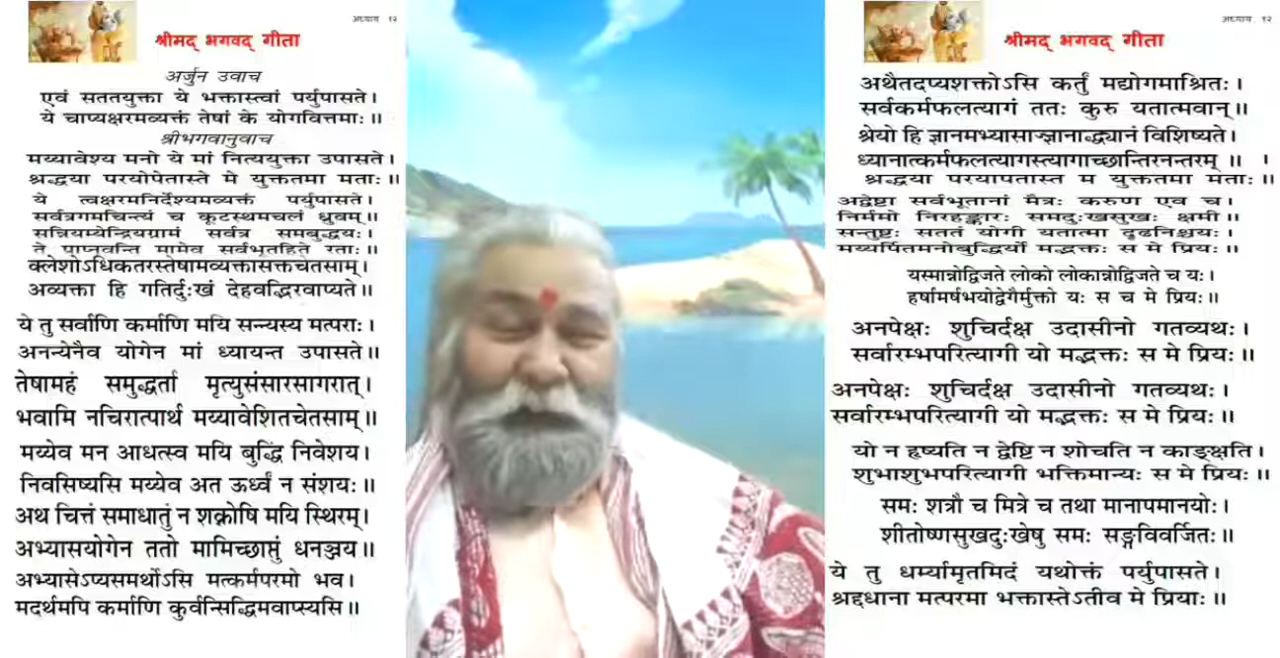 अध्याय १२
श्रीमद् भगवद् गीता
अर्जुन उवाच
एवं सततयुक्ता ये भक्तास्त्वां पर्युपासते।
ये चाप्यक्षरमव्यक्तं तेषां के योगवित्तमाः॥
श्रीभगवानुवाच
मय्यावेश्य मनो ये मां नित्ययुक्ता उपासते।
श्रद्धया परयोपेतास्ते मे युक्ततमा मताः॥
ये त्वक्षरमनिर्देश्यमव्यक्तं पर्युपासते।
सर्वत्रगमचिन्त्यं च कूटस्थमचलं ध्रुवम्॥
सन्नियम्येन्द्रियग्रामं सर्वत्र समबुद्धयः।
ते प्राप्नुवन्ति मामेव सर्वभूतहिते रताः॥
क्लेशोऽधिकतरस्तेषामव्यक्तासक्तचेतसाम्।
अव्यक्ता हि गतिर्दुःखं देहवद्भिरवाप्यते॥
ये तु सर्वाणि कर्माणि मयि सन्न्यस्य मत्पराः।
अनन्येनैव योगेन मां ध्यायन्त उपासते॥
तेषामहं समुद्धर्ता मृत्युसंसारसागरात्।
भवामि नचिरात्पार्थ मय्यावेशितचेतसाम्॥
मय्येव मन आधत्स्व मयि बुद्धिं निवेशय।
निवसिष्यसि मय्येव अत ऊर्ध्वं न संशयः॥
अथ चित्तं समाधातुं न शक्नोषि मयि स्थिरम्।
अभ्यासयोगेन ततो मामिच्छाप्तुं धनञ्जय॥
अभ्यासेऽप्यसमर्थोऽसि मत्कर्मपरमो भव।
मदर्थमपि कर्माणि कुर्वन्सिद्धिमवाप्स्यसि॥
अध्याय १२
श्रीमद् भगवद् गीता
अथैतदप्यशक्तोऽसि कर्तुं मद्योगमाश्रितः।
सर्वकर्मफलत्यागं ततः कुरु यतात्मवान्॥
श्रेयो हि ज्ञानमभ्यासाज्ज्ञानाद्ध्यानं विशिष्यते।
ध्यानात्कर्मफलत्यागस्त्यागाच्छान्तिरनन्तरम् ॥ ।
श्रद्धया परयापतास्त म युक्ततमा मताः॥
अद्वेष्टा सर्वभूतानां मैत्रः करुण एव च।
निर्ममो निरहङ्कारः समदुःखसुखः क्षमी॥
सन्तुष्टः सततं योगी यतात्मा दृढनिश्चयः।
मय्यर्पितमनोबुद्धिर्यो मद्भक्तः स मे प्रियः॥
यस्मान्नोद्विजते लोको लोकान्नोद्विजते च यः।
हर्षामर्षभयोद्वेगैर्मुक्तो यः स च मे प्रियः॥
अनपेक्षः शुचिर्दक्ष उदासीनो गतव्यथः।
सर्वारम्भपरित्यागी यो मद्भक्तः स मे प्रियः॥
अनपेक्षः शुचिर्दक्ष उदासीनो गतव्यथः।
सर्वारम्भपरित्यागी यो मद्भक्तः स मे प्रियः॥
यो न हृष्यति न द्वेष्टि न शोचति न काङ्क्षति।
शुभाशुभपरित्यागी भक्तिमान्यः स मे प्रियः॥
समः शत्रौ च मित्रे च तथा मानापमानयोः।
शीतोष्णसुखदुःखेषु समः सङ्गविवर्जितः॥
ये तु धर्म्यामृतमिदं यथोक्तं पर्युपासते।
श्रद्दधाना मत्परमा भक्तास्तेऽतीव मे प्रियाः॥